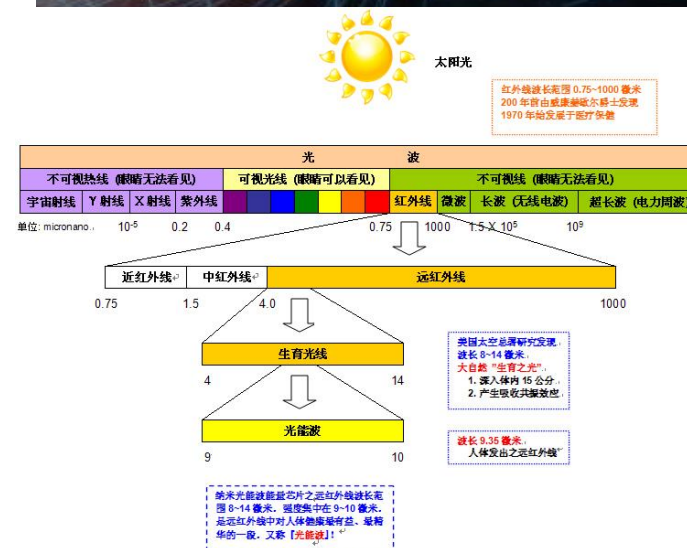 太阳光
红外线波长范围 0.75~1000 微米
200 年前由威廉赫歇尔爵士发现
1970 年始发展于医疗保健
光 波
不可视热线 (眼睛无法看见) 可视光线 (眼睛可以看见) 不可视线 (眼睛无法看见)
宇宙射线 Y 射线 X 射线 紫外线 红外线 微波 长波 (无线电波) 超长波 (电力周波)
单位: micronano. 10-5 0.2 0.4 0.75 1000 1.5 X 10⁶ 10⁹
近红外线 中红外线 远红外线
0.75 1.5 4.0 1000
生育光线
4 14
美国太空总署研究发现
波长 8~14 微米
大自然 "生育之光"
1. 深入体内 15 公分
2. 产生吸收共振效应
光能波
9 10
波长 9.35 微米
人体发出之远红外线
纳米光能波能量芯片之远红外线波长范
围 8~14 微米。强度集中在 9~10 微米。
是远红外线中对人体健康最有益、最精
华的一段。又称『光能波』!